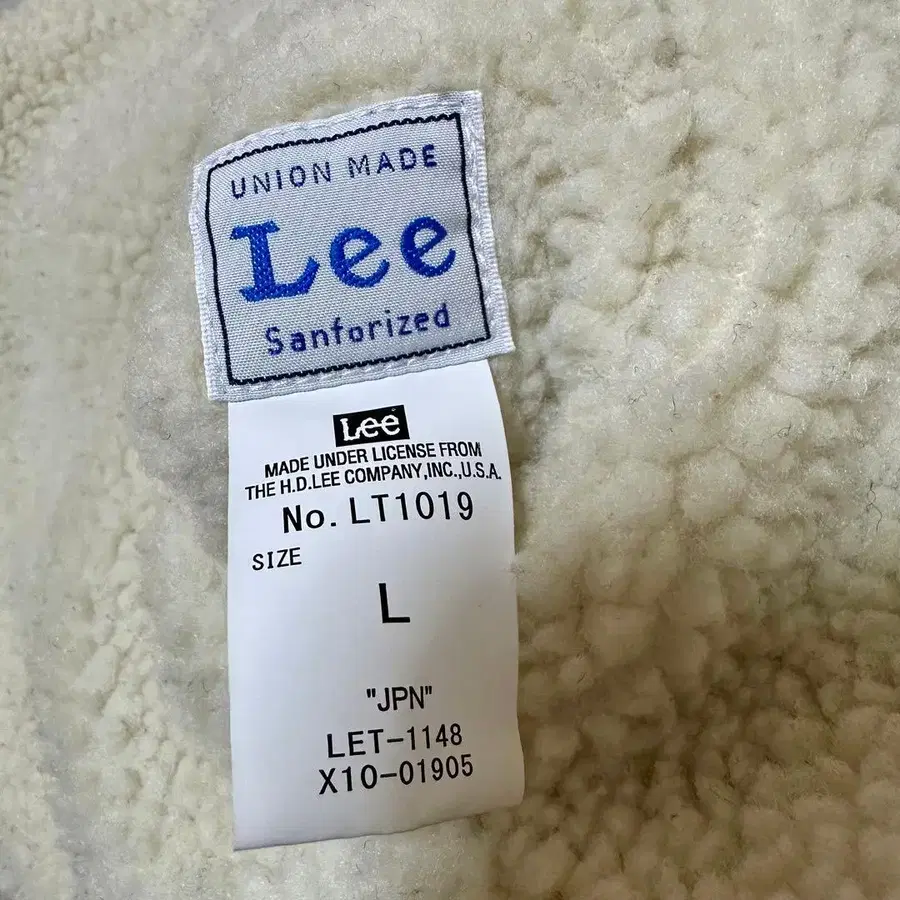 UNION MADE
Lee
Sanforized
Lee
MADE UNDER LICENSE FROM
THE H.D.LEE COMPANY,INC.,U.S.A.
No. LT1019
SIZE
L
"JPN"
LET-1148
X10-01905